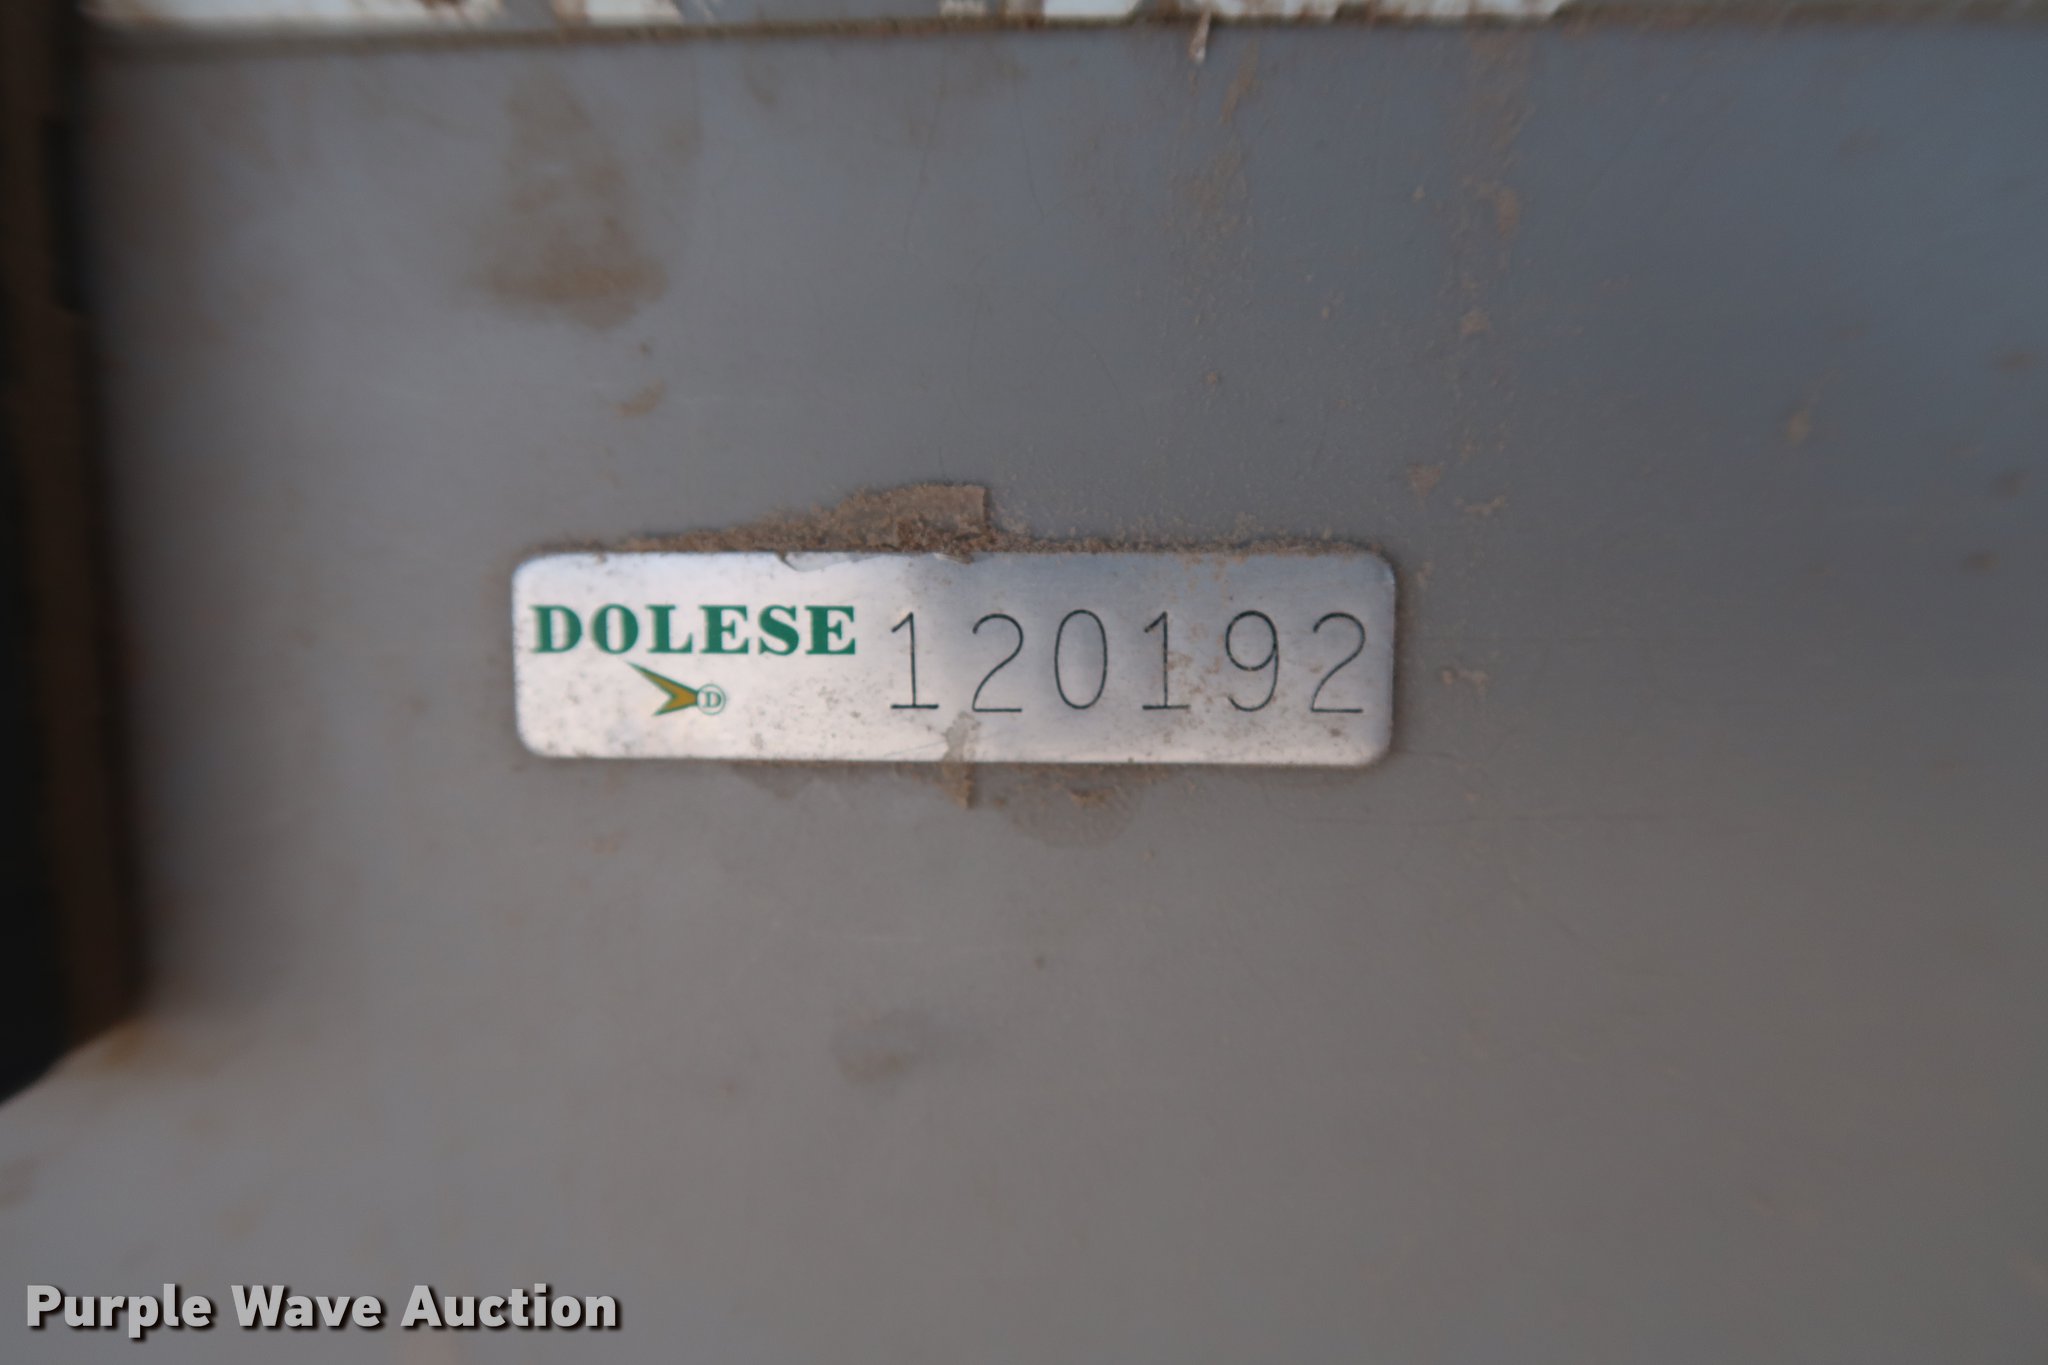 DOLESE 120192
D
Purple Wave Auction